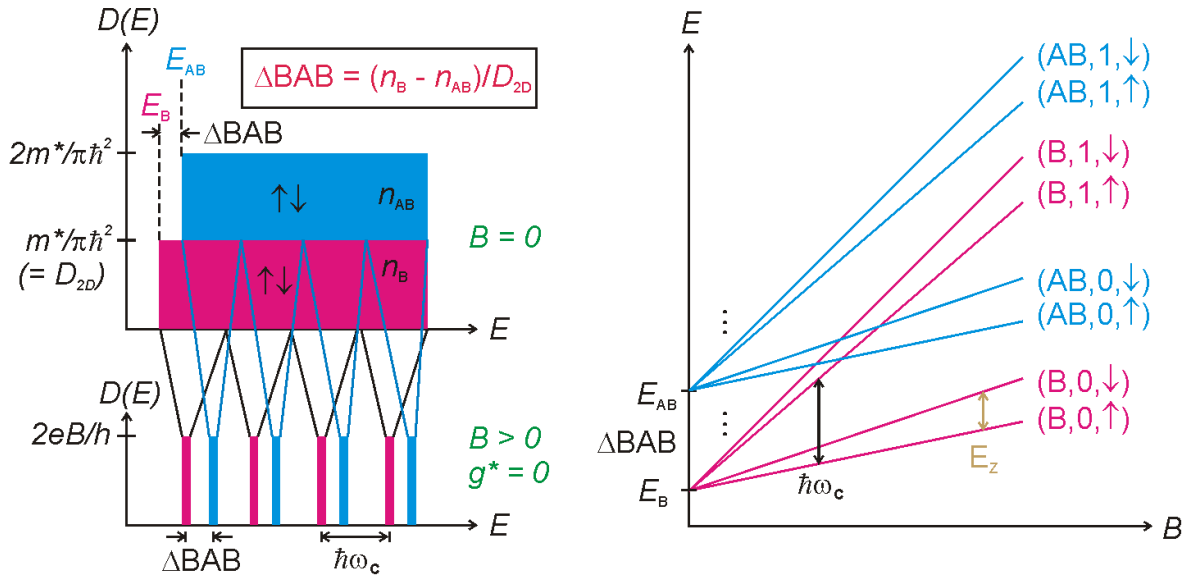 D(E)
E_AB
ΔBAB = (n_B - n_AB)/D_2D
E_B
ΔBAB
2m*/πħ²
↑↓ n_AB
m*/πħ²
(= D_2D)
B = 0
↑↓ n_B
E
D(E)
2eB/h
B > 0
g* = 0
E
ΔBAB
ħω_c
E
(AB,1,↓)
(AB,1,↑)
(B,1,↓)
(B,1,↑)
(AB,0,↓)
(AB,0,↑)
⋮
E_AB
(B,0,↓)
(B,0,↑)
⋮
ΔBAB
E_Z
E_B
ħω_c
B